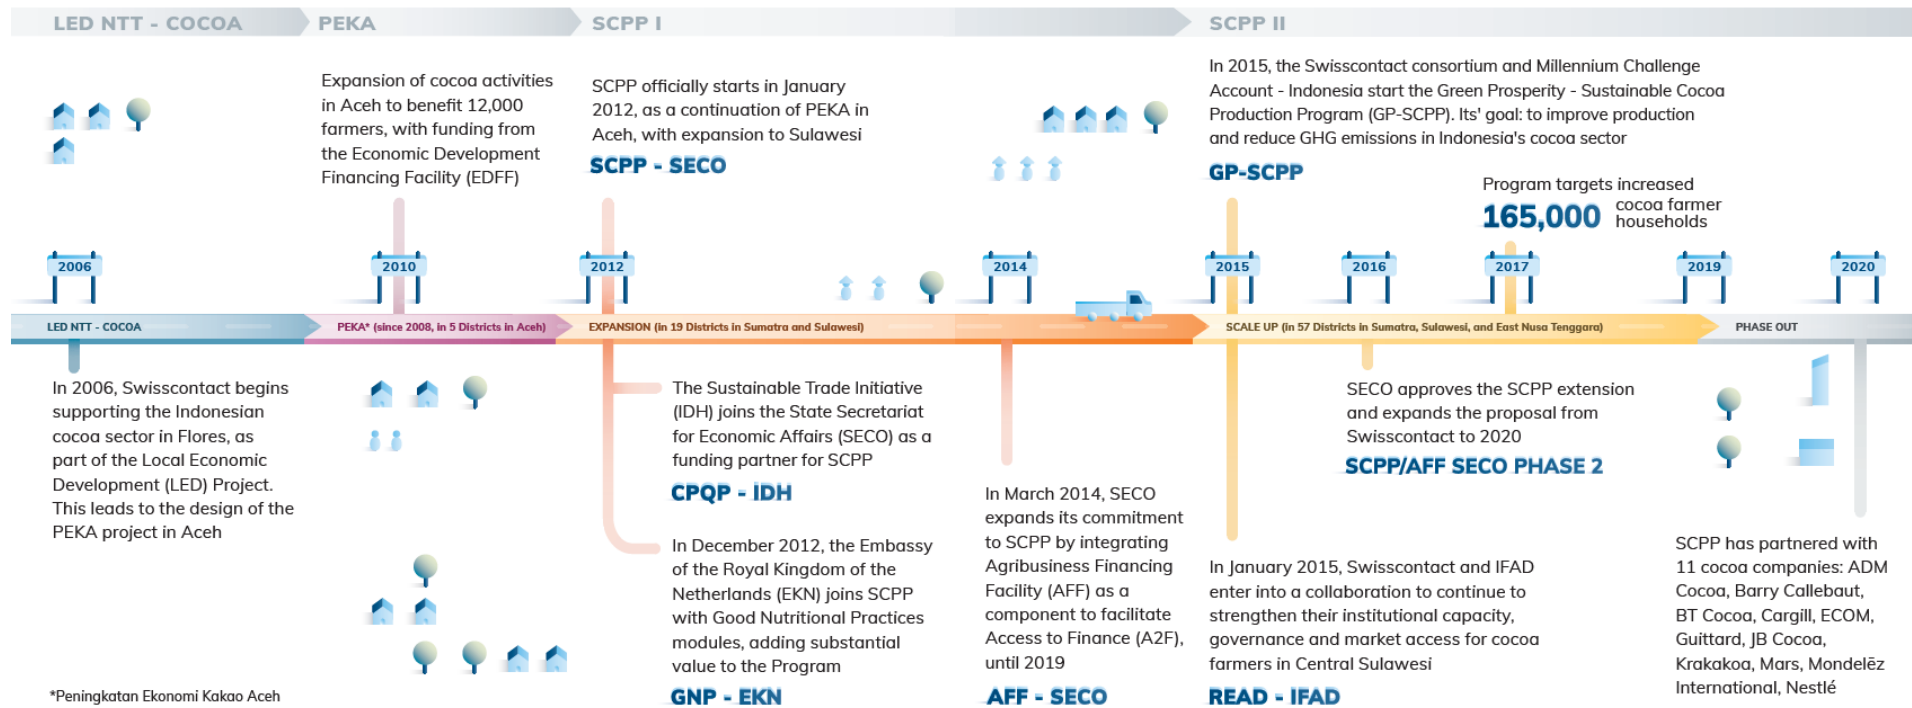 LED NTT - COCOA
PEKA
SCPP I
SCPP II
Expansion of cocoa activities
in Aceh to benefit 12,000
farmers, with funding from
the Economic Development
Financing Facility (EDFF)
SCPP officially starts in January
2012, as a continuation of PEKA in
Aceh, with expansion to Sulawesi
SCPP - SECO
In 2015, the Swisscontact consortium and Millennium Challenge
Account - Indonesia start the Green Prosperity - Sustainable Cocoa
Production Program (GP-SCPP). Its' goal: to improve production
and reduce GHG emissions in Indonesia's cocoa sector
GP-SCPP
Program targets increased
165,000 cocoa farmer
households
2006
2010
2012
2014
2015
2016
2017
2019
2020
LED NTT - COCOA
PEKA* (since 2008, in 5 Districts in Aceh)
EXPANSION (in 19 Districts in Sumatra and Sulawesi)
SCALE UP (in 57 Districts in Sumatra, Sulawesi, and East Nusa Tenggara)
PHASE OUT
In 2006, Swisscontact begins
supporting the Indonesian
cocoa sector in Flores, as
part of the Local Economic
Development (LED) Project.
This leads to the design of the
PEKA project in Aceh
The Sustainable Trade Initiative
(IDH) joins the State Secretariat
for Economic Affairs (SECO) as a
funding partner for SCPP
CPQP - IDH
In December 2012, the Embassy
of the Royal Kingdom of the
Netherlands (EKN) joins SCPP
with Good Nutritional Practices
modules, adding substantial
value to the Program
GNP - EKN
In March 2014, SECO
expands its commitment
to SCPP by integrating
Agribusiness Financing
Facility (AFF) as a
component to facilitate
Access to Finance (A2F),
until 2019
AFF - SECO
In January 2015, Swisscontact and IFAD
enter into a collaboration to continue to
strengthen their institutional capacity,
governance and market access for cocoa
farmers in Central Sulawesi
READ - IFAD
SECO approves the SCPP extension
and expands the proposal from
Swisscontact to 2020
SCPP/AFF SECO PHASE 2
SCPP has partnered with
11 cocoa companies: ADM
Cocoa, Barry Callebaut,
BT Cocoa, Cargill, ECOM,
Guittard, JB Cocoa,
Krakakoa, Mars, Mondelēz
International, Nestlé
*Peningkatan Ekonomi Kakao Aceh